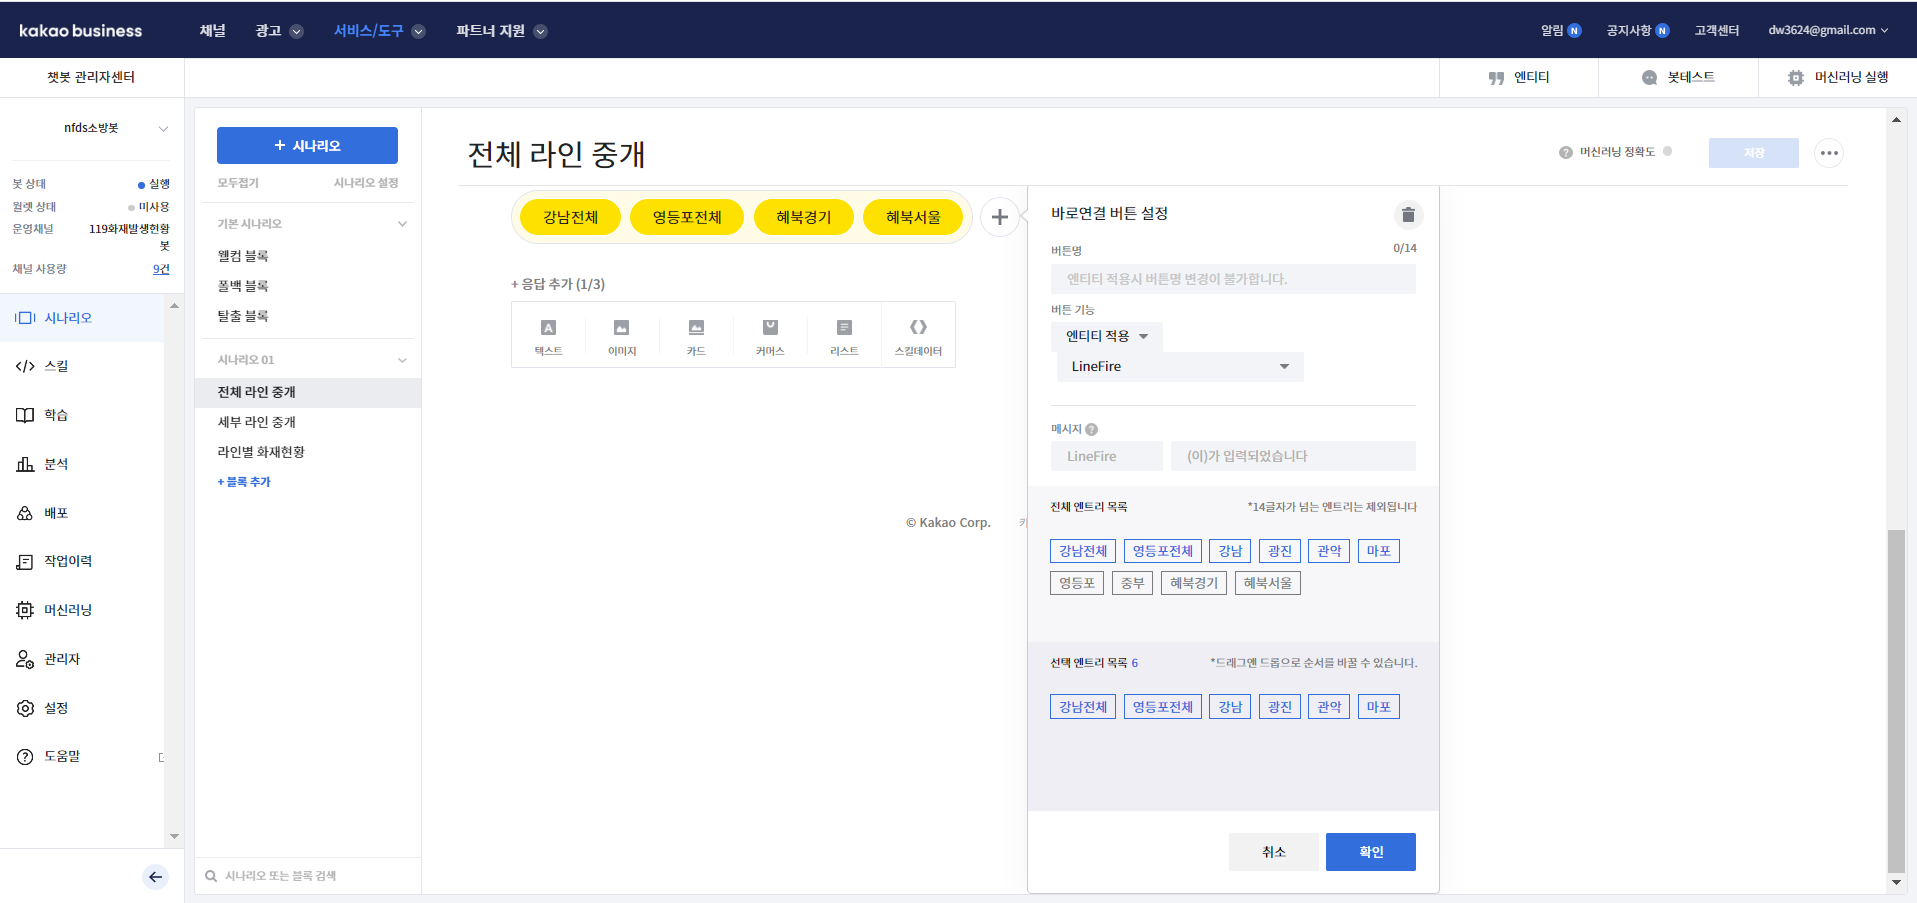 kakao business
채널
광고
서비스/도구
파트너 지원
알림 N
공지사항 N
고객센터
dw3624@gmail.com
챗봇 관리자센터
엔티티
봇테스트
머신러닝 실행
nfds소방봇
봇 상태
실행
월렛 상태
미사용
운영채널
119화재발생현황
봇
채널 사용량
9건
시나리오
스킬
학습
분석
배포
작업이력
머신러닝
관리자
설정
도움말
+ 시나리오
모두접기
시나리오 설정
기본 시나리오
웰컴 블록
폴백 블록
탈출 블록
시나리오 01
전체 라인 중개
세부 라인 중개
라인별 화재현황
+ 블록 추가
시나리오 또는 블록 검색
전체 라인 중개
? 머신러닝 정확도
저장
강남전체
영등포전체
혜북경기
혜북서울
+ 응답 추가 (1/3)
텍스트
이미지
카드
커머스
리스트
스킬데이터
© Kakao Corp.
바로연결 버튼 설정
버튼명
0/14
엔티티 적용시 버튼명 변경이 불가합니다.
버튼 기능
엔티티 적용
LineFire
메시지 ?
LineFire
(이)가 입력되었습니다
전체 엔트리 목록
*14글자가 넘는 엔트리는 제외됩니다
강남전체 영등포전체 강남 광진 관악 마포
영등포 중부 혜북경기 혜북서울
선택 엔트리 목록 6
*드래그앤 드롭으로 순서를 바꿀 수 있습니다.
강남전체 영등포전체 강남 광진 관악 마포
취소
확인